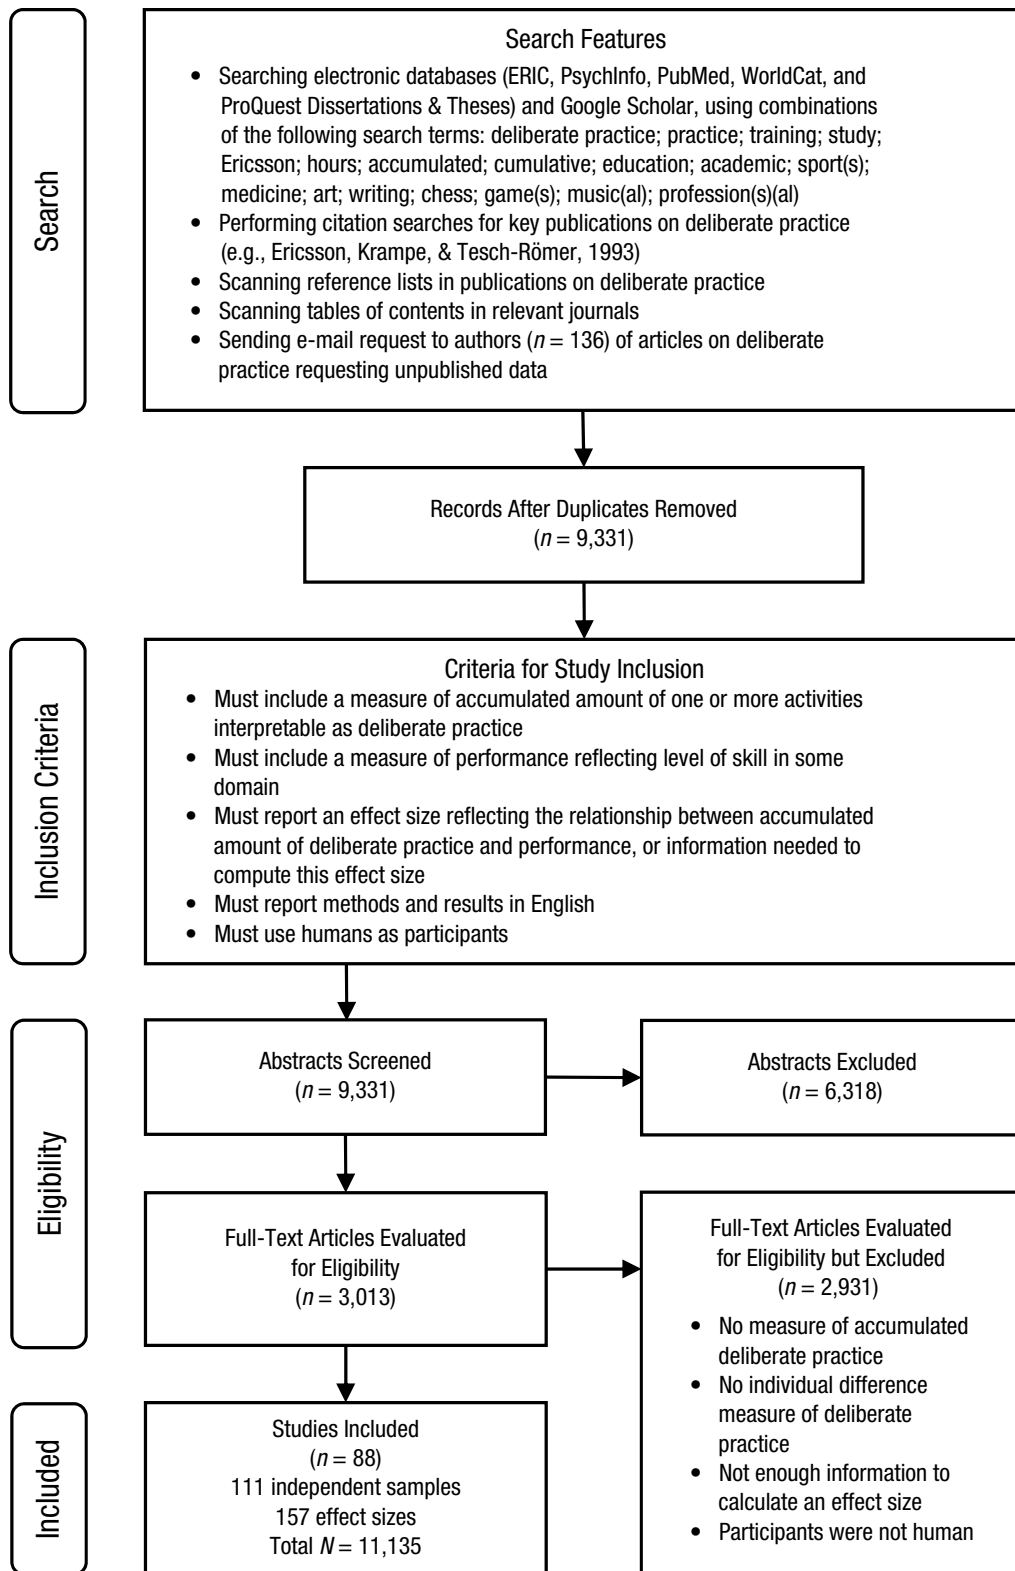 Search
Search Features
• Searching electronic databases (ERIC, PsychInfo, PubMed, WorldCat, and
ProQuest Dissertations & Theses) and Google Scholar, using combinations
of the following search terms: deliberate practice; practice; training; study;
Ericsson; hours; accumulated; cumulative; education; academic; sport(s);
medicine; art; writing; chess; game(s); music(al); profession(s)(al)
• Performing citation searches for key publications on deliberate practice
(e.g., Ericsson, Krampe, & Tesch-Römer, 1993)
• Scanning reference lists in publications on deliberate practice
• Scanning tables of contents in relevant journals
• Sending e-mail request to authors (n = 136) of articles on deliberate
practice requesting unpublished data
Records After Duplicates Removed
(n = 9,331)
Inclusion Criteria
Criteria for Study Inclusion
• Must include a measure of accumulated amount of one or more activities
interpretable as deliberate practice
• Must include a measure of performance reflecting level of skill in some
domain
• Must report an effect size reflecting the relationship between accumulated
amount of deliberate practice and performance, or information needed to
compute this effect size
• Must report methods and results in English
• Must use humans as participants
Eligibility
Abstracts Screened
(n = 9,331)
Abstracts Excluded
(n = 6,318)
Full-Text Articles Evaluated
for Eligibility
(n = 3,013)
Full-Text Articles Evaluated
for Eligibility but Excluded
(n = 2,931)
• No measure of accumulated
deliberate practice
• No individual difference
measure of deliberate
practice
• Not enough information to
calculate an effect size
• Participants were not human
Included
Studies Included
(n = 88)
111 independent samples
157 effect sizes
Total N = 11,135